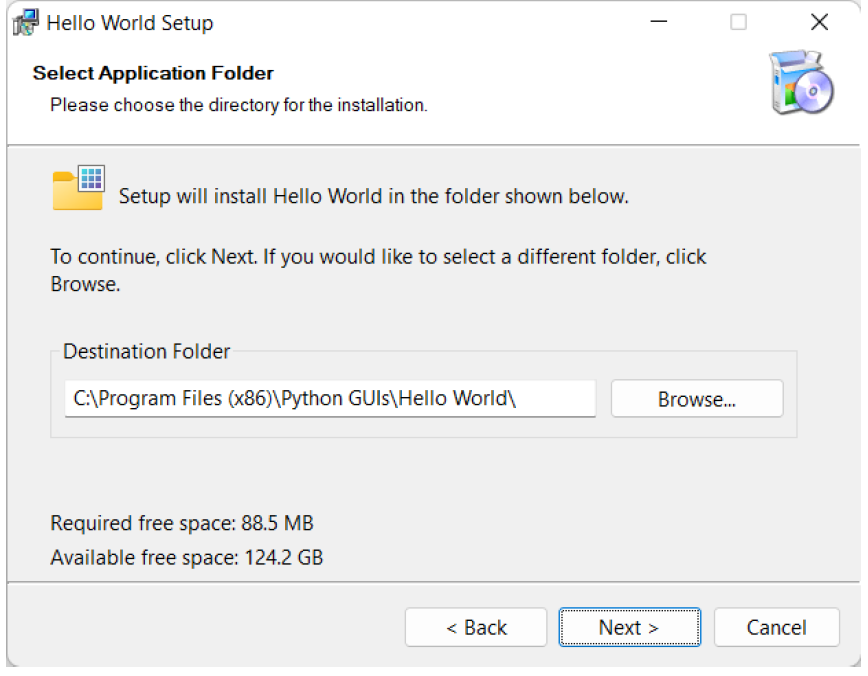 Hello World Setup
Select Application Folder
Please choose the directory for the installation.
Setup will install Hello World in the folder shown below.
To continue, click Next. If you would like to select a different folder, click
Browse.
Destination Folder
C:\Program Files (x86)\Python GUIs\Hello World\
Browse...
Required free space: 88.5 MB
Available free space: 124.2 GB
< Back
Next >
Cancel